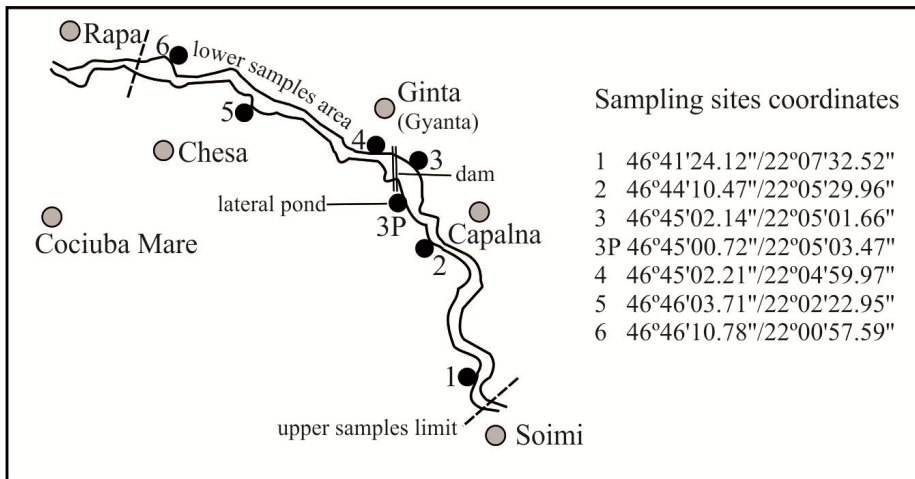 Rapa
6
lower samples area
Ginta
(Gyanta)
5
4
3
Chesa
dam
lateral pond
3P
Capalna
Cociuba Mare
2
1
upper samples limit
Soimi
Sampling sites coordinates
1 46º41'24.12"/22º07'32.52"
2 46º44'10.47"/22º05'29.96"
3 46º45'02.14"/22º05'01.66"
3P 46º45'00.72"/22º05'03.47"
4 46º45'02.21"/22º04'59.97"
5 46º46'03.71"/22º02'22.95"
6 46º46'10.78"/22º00'57.59"